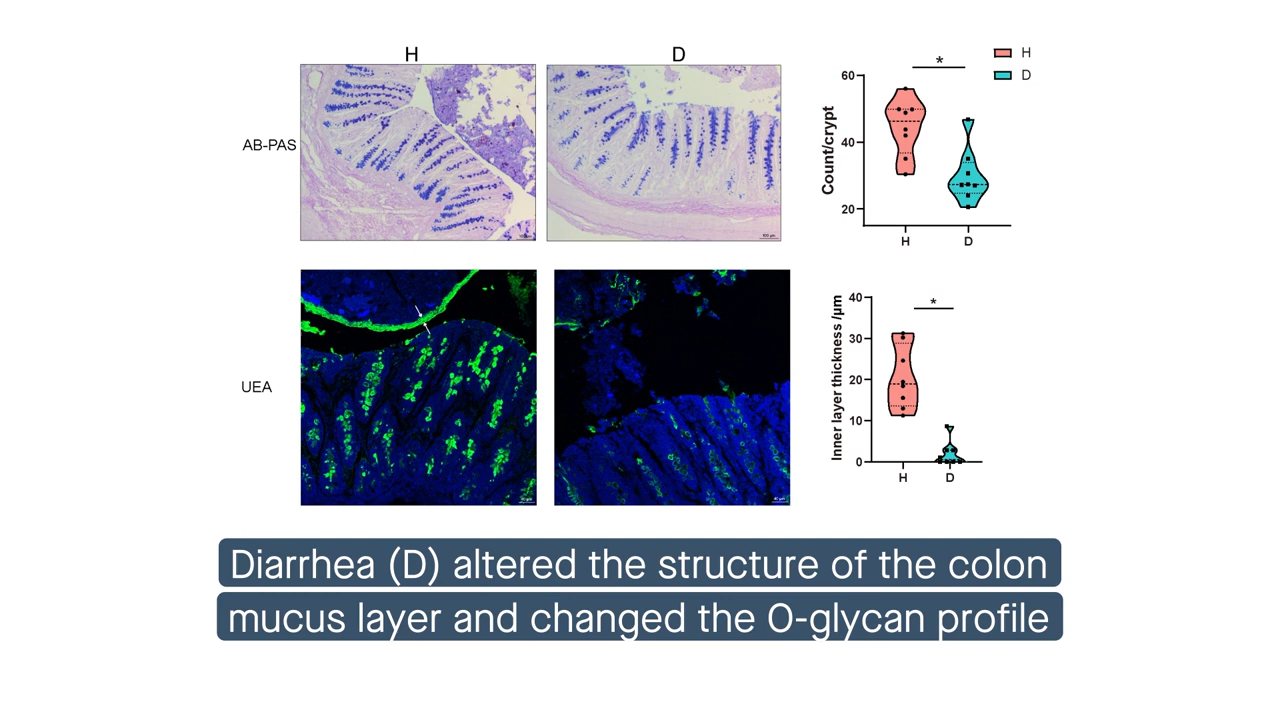 H
D
AB-PAS
UEA
H
D
*
60
40
20
Count/crypt
H
D
*
40
30
20
10
0
Inner layer thickness /μm
H
D
Diarrhea (D) altered the structure of the colon
mucus layer and changed the O-glycan profile